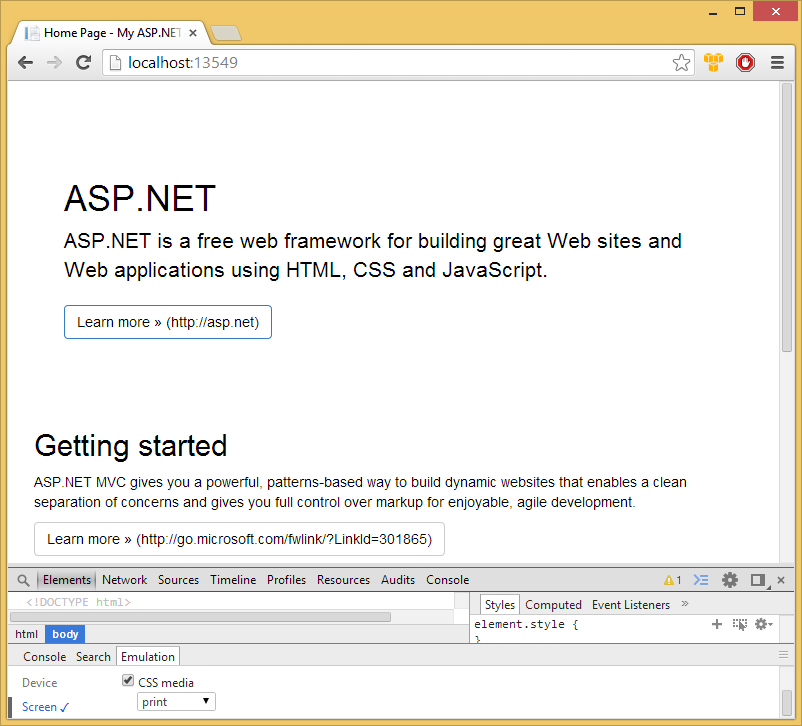 Home Page - My ASP.NET
localhost:13549
ASP.NET
ASP.NET is a free web framework for building great Web sites and
Web applications using HTML, CSS and JavaScript.
Learn more » (http://asp.net)
Getting started
ASP.NET MVC gives you a powerful, patterns-based way to build dynamic websites that enables a clean
separation of concerns and gives you full control over markup for enjoyable, agile development.
Learn more » (http://go.microsoft.com/fwlink/?LinkId=301865)
Elements Network Sources Timeline Profiles Resources Audits Console 1
<!DOCTYPE html>
html body
Styles Computed Event Listeners »
element.style {
}
Console Search Emulation
Device
Screen ✓
CSS media
print